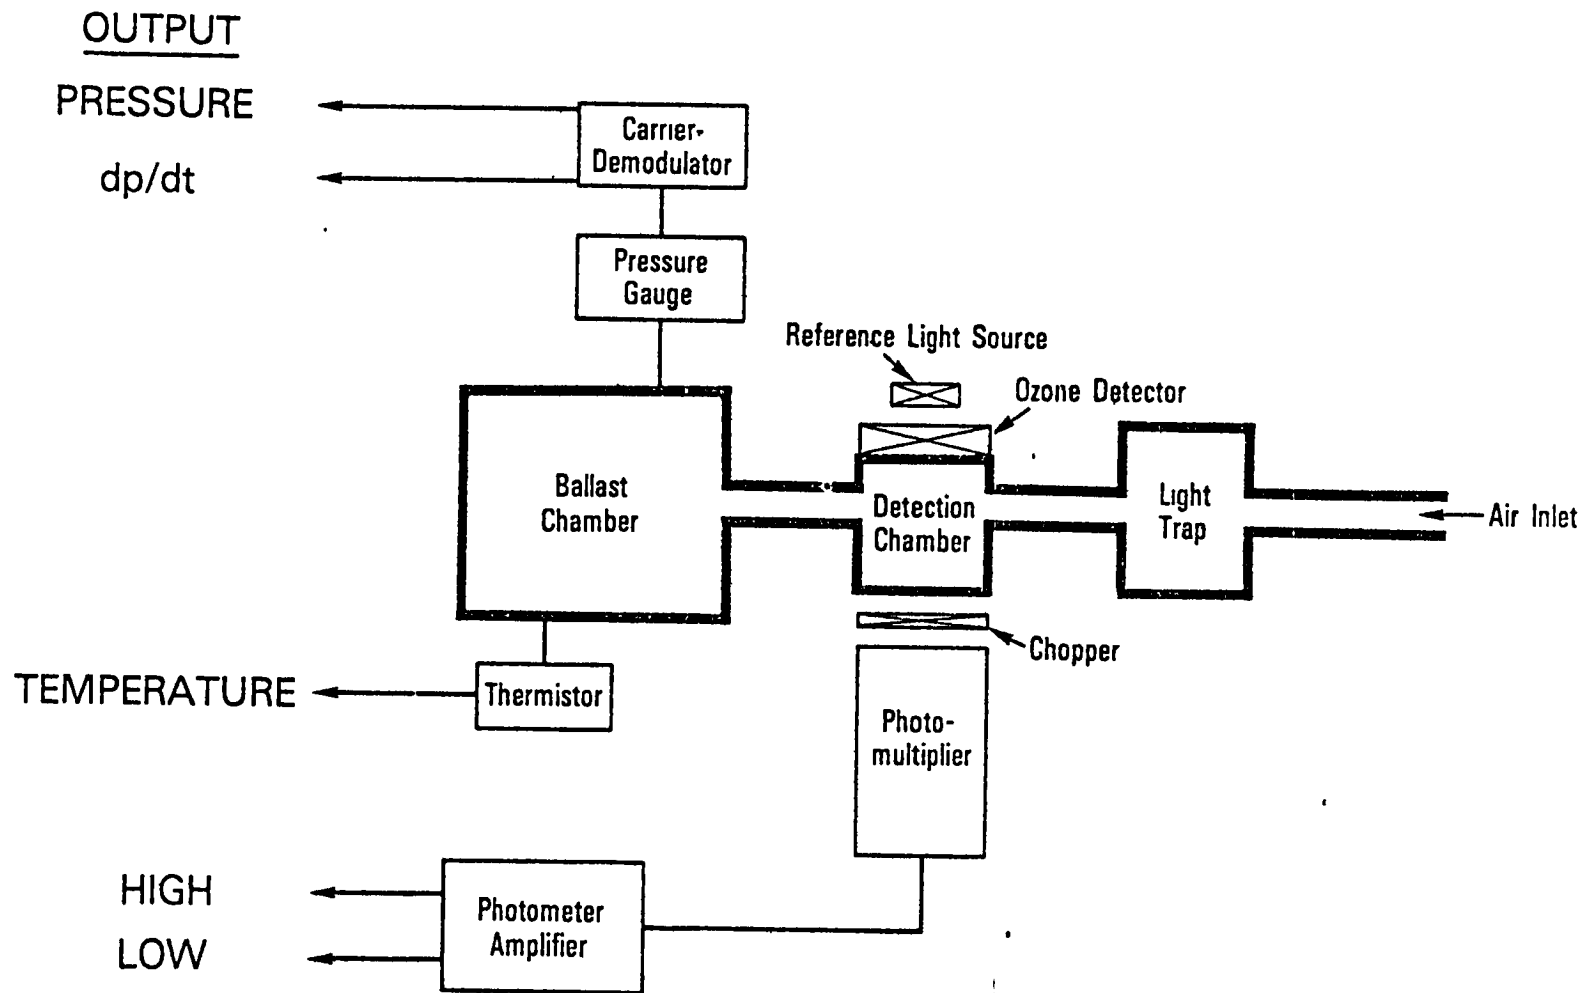 OUTPUT
PRESSURE
dp/dt
Carrier-
Demodulator
Pressure
Gauge
Reference Light Source
Ozone Detector
Ballast
Chamber
Detection
Chamber
Light
Trap
Air Inlet
Chopper
TEMPERATURE
Thermistor
Photo-
multiplier
HIGH
LOW
Photometer
Amplifier